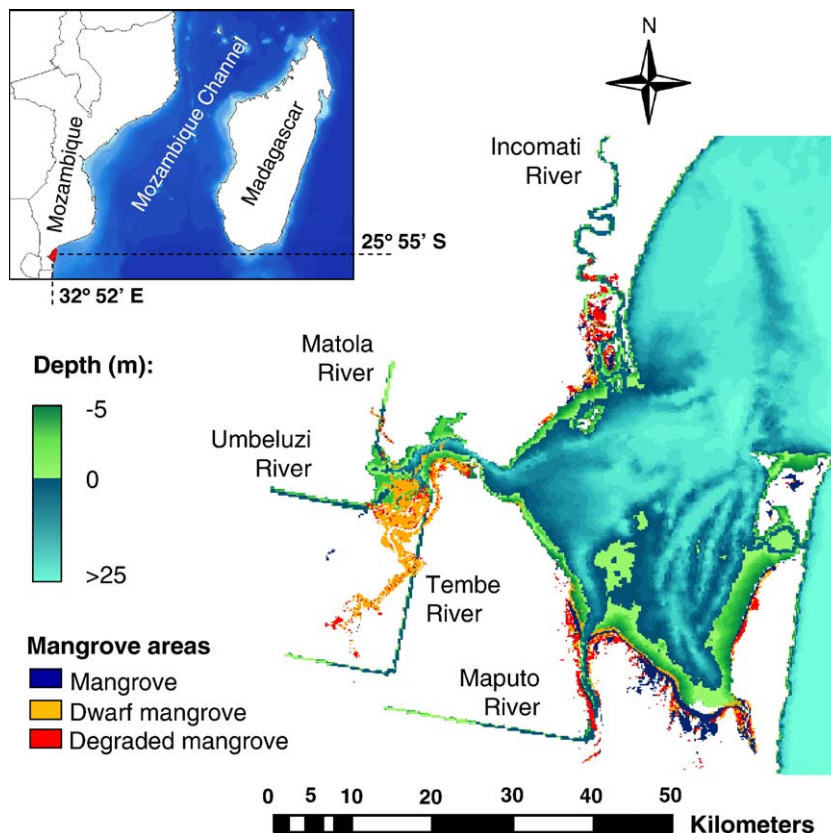 Mozambique
Mozambique Channel
Madagascar
25° 55’ S
32° 52’ E
N
Incomati
River
Matola
River
Umbeluzi
River
Tembe
River
Maputo
River
Depth (m):
-5
0
>25
Mangrove areas
Mangrove
Dwarf mangrove
Degraded mangrove
0 5 10 20 30 40 50
Kilometers